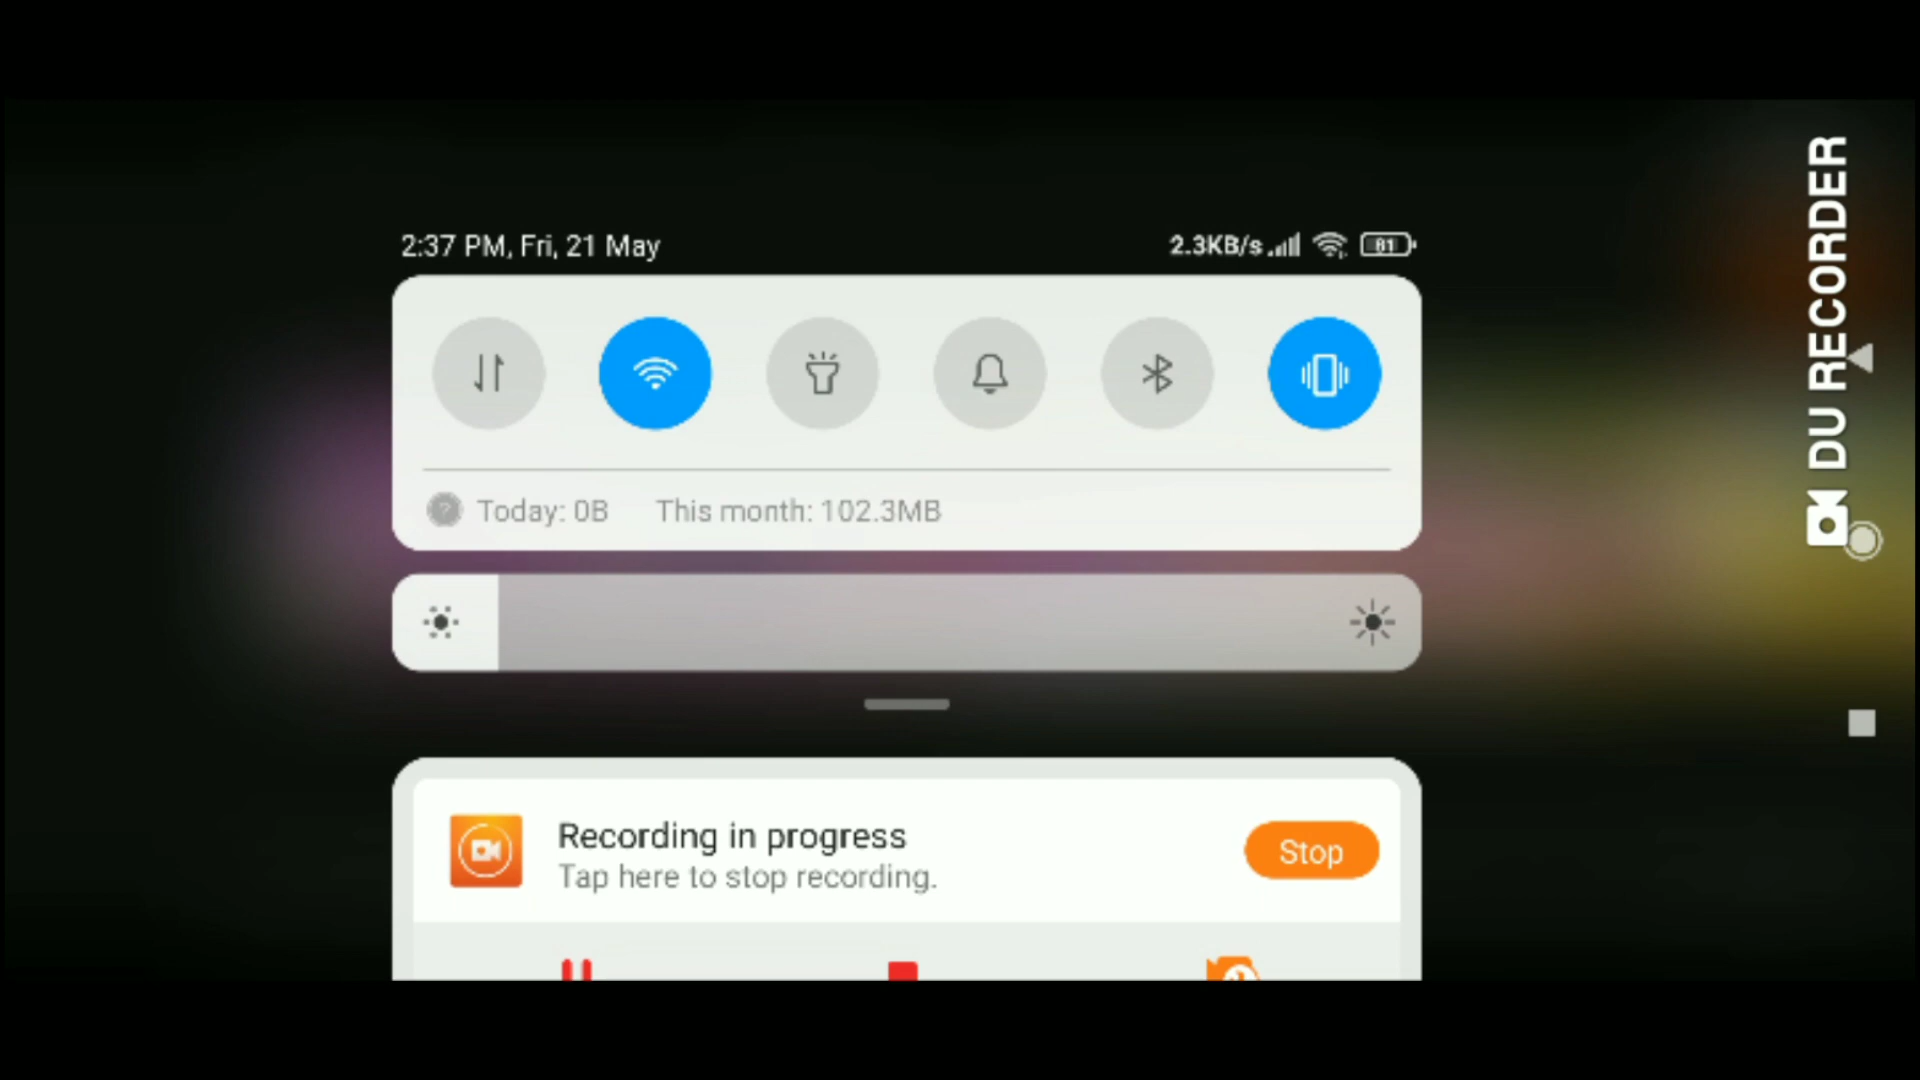 2:37 PM, Fri, 21 May
2.3KB/s
81
Today: 0B This month: 102.3MB
Recording in progress
Tap here to stop recording.
Stop
DU RECORDER